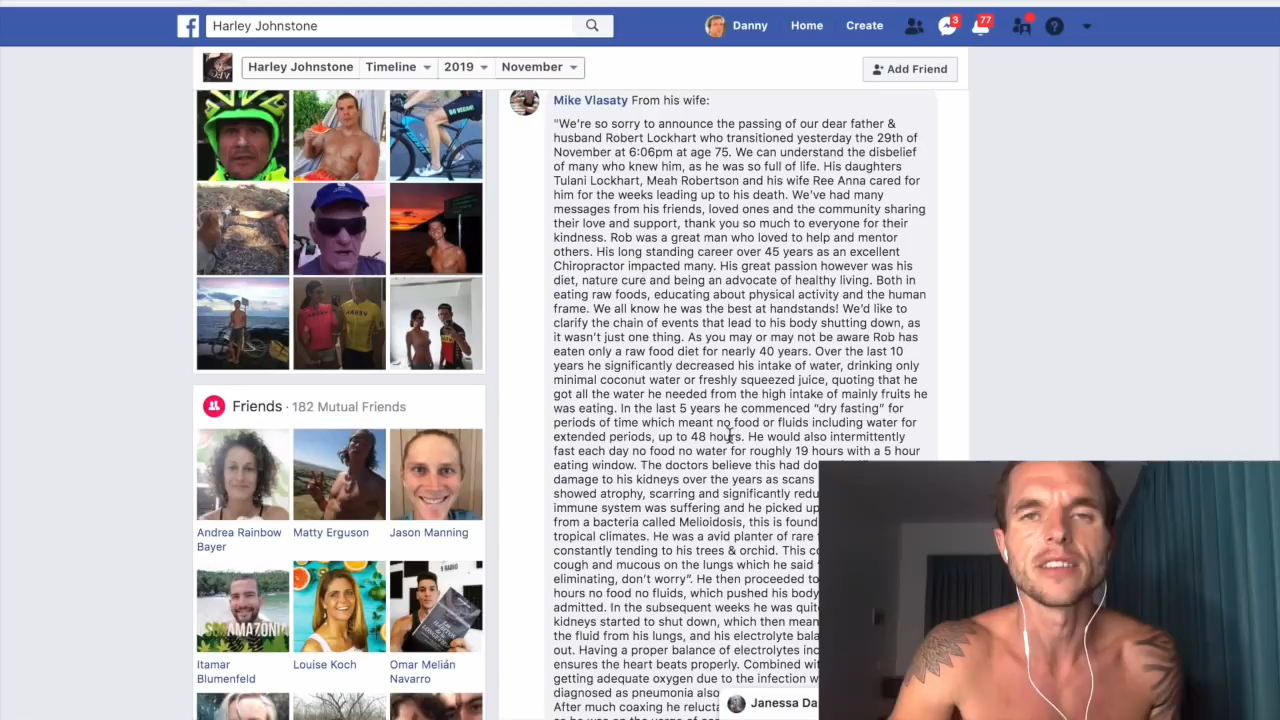 Harley Johnstone
Danny
Home
Create
3
77
Harley Johnstone
Timeline
2019
November
Add Friend
Mike Vlasaty From his wife:
"We're so sorry to announce the passing of our dear father &
husband Robert Lockhart who transitioned yesterday the 29th of
November at 6:06pm at age 75. We can understand the disbelief
of many who knew him, as he was so full of life. His daughters
Tulani Lockhart, Meah Robertson and his wife Ree Anna cared for
him for the weeks leading up to his death. We've had many
messages from his friends, loved ones and the community sharing
their love and support, thank you so much to everyone for their
kindness. Rob was a great man who loved to help and mentor
others. His long standing career over 45 years as an excellent
Chiropractor impacted many. His great passion however was his
diet, nature cure and being an advocate of healthy living. Both in
eating raw foods, educating about physical activity and the human
frame. We all know he was the best at handstands! We'd like to
clarify the chain of events that lead to his body shutting down, as
it wasn't just one thing. As you may or may not be aware Rob has
eaten only a raw food diet for nearly 40 years. Over the last 10
years he significantly decreased his intake of water, drinking only
minimal coconut water or freshly squeezed juice, quoting that he
got all the water he needed from the high intake of mainly fruits he
was eating. In the last 5 years he commenced “dry fasting” for
periods of time which meant no food or fluids including water for
extended periods, up to 48 hours. He would also intermittently
fast each day no food no water for roughly 19 hours with a 5 hour
eating window. The doctors believe this had
damage to his kidneys over the years as scans
showed atrophy, scarring and significantly
immune system was suffering and he picked up
from a bacteria called Melioidosis, this is found
tropical climates. He was a avid planter of rare
constantly tending to his trees & orchid. This
cough and mucous on the lungs which he said
eliminating, don't worry”. He then proceeded to
hours no food no fluids, which pushed his body
admitted. In the subsequent weeks he was
kidneys started to shut down, which then
the fluid from his lungs, and his electrolyte
out. Having a proper balance of electrolytes
ensures the heart beats properly. Combined
getting adequate oxygen due to the infection
diagnosed as pneumonia also
After much coaxing he
Janessa
Friends · 182 Mutual Friends
Andrea Rainbow
Bayer
Matty Erguson
Jason Manning
Itamar
Blumenfeld
Louise Koch
Omar Melián
Navarro